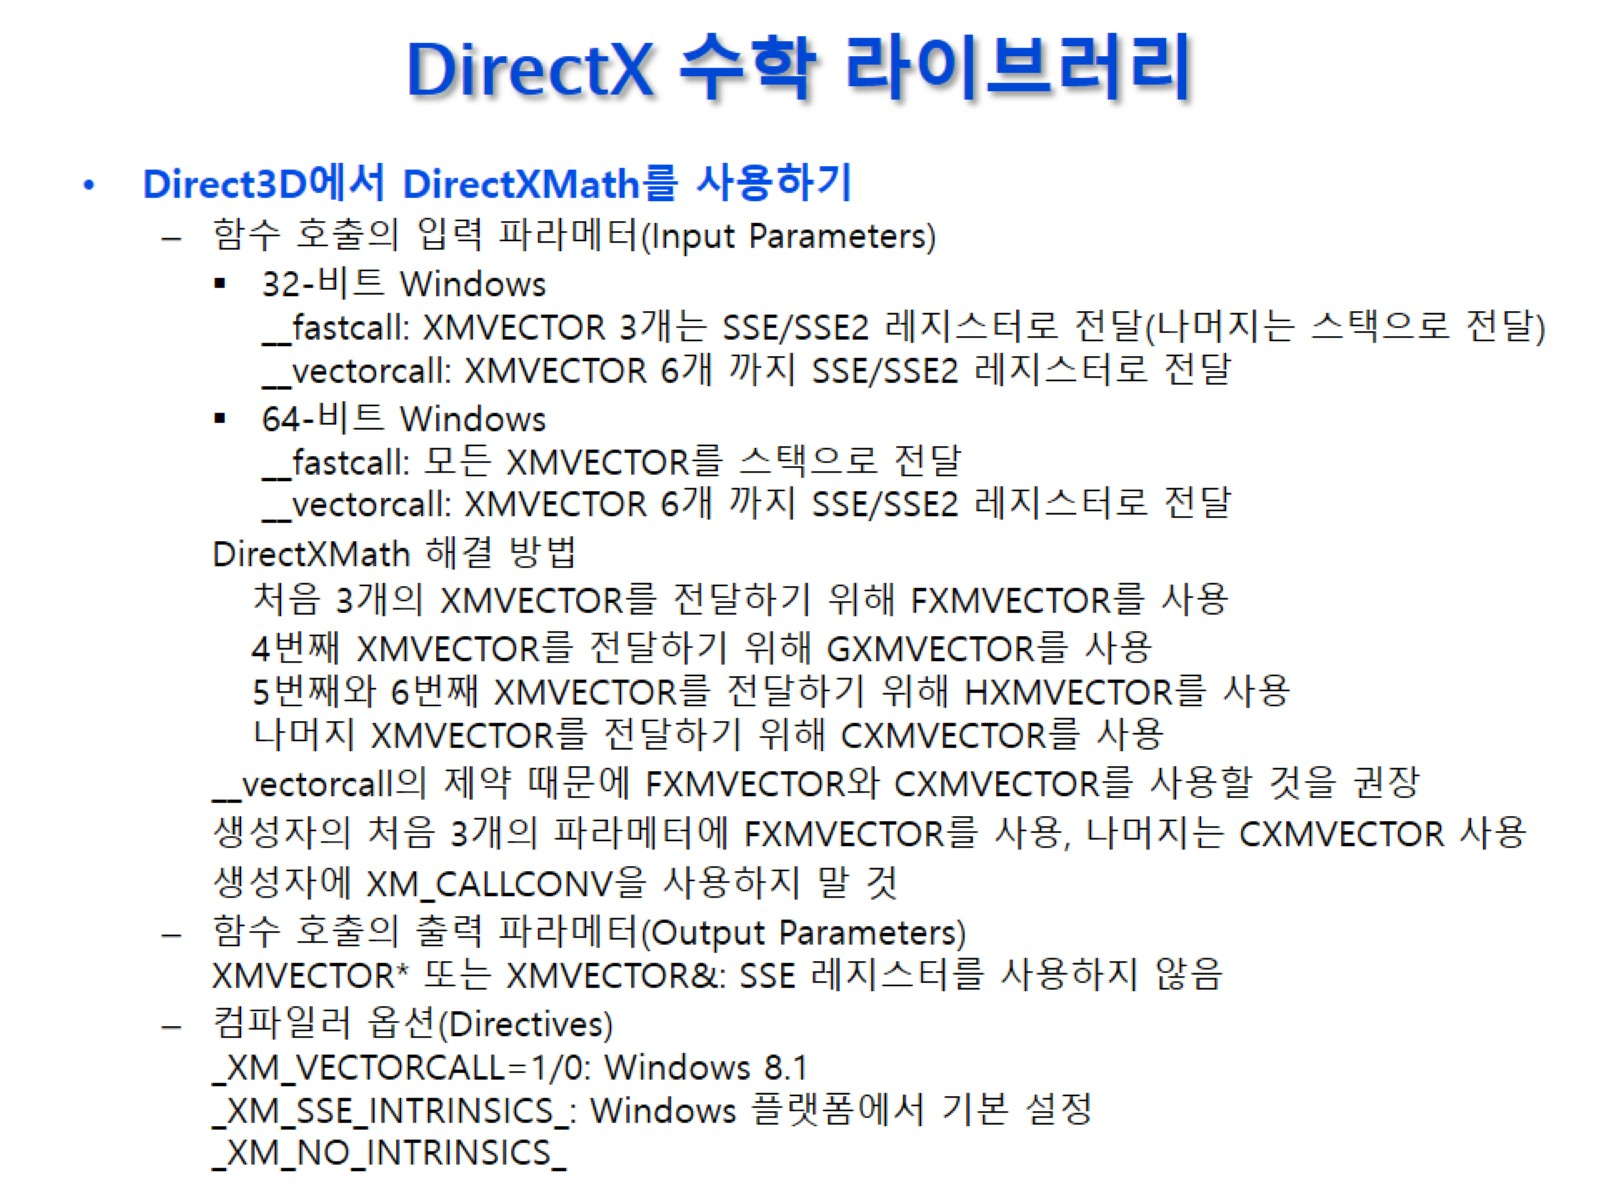 DirectX 수학 라이브러리
• Direct3D에서 DirectXMath를 사용하기
– 함수 호출의 입력 파라메터(Input Parameters)
▪ 32-비트 Windows
__fastcall: XMVECTOR 3개는 SSE/SSE2 레지스터로 전달(나머지는 스택으로 전달)
__vectorcall: XMVECTOR 6개 까지 SSE/SSE2 레지스터로 전달
▪ 64-비트 Windows
__fastcall: 모든 XMVECTOR를 스택으로 전달
__vectorcall: XMVECTOR 6개 까지 SSE/SSE2 레지스터로 전달
DirectXMath 해결 방법
처음 3개의 XMVECTOR를 전달하기 위해 FXMVECTOR를 사용
4번째 XMVECTOR를 전달하기 위해 GXMVECTOR를 사용
5번째와 6번째 XMVECTOR를 전달하기 위해 HXMVECTOR를 사용
나머지 XMVECTOR를 전달하기 위해 CXMVECTOR를 사용
__vectorcall의 제약 때문에 FXMVECTOR와 CXMVECTOR를 사용할 것을 권장
생성자의 처음 3개의 파라메터에 FXMVECTOR를 사용, 나머지는 CXMVECTOR 사용
생성자에 XM_CALLCONV을 사용하지 말 것
– 함수 호출의 출력 파라메터(Output Parameters)
XMVECTOR* 또는 XMVECTOR&: SSE 레지스터를 사용하지 않음
– 컴파일러 옵션(Directives)
_XM_VECTORCALL=1/0: Windows 8.1
_XM_SSE_INTRINSICS_: Windows 플랫폼에서 기본 설정
_XM_NO_INTRINSICS_